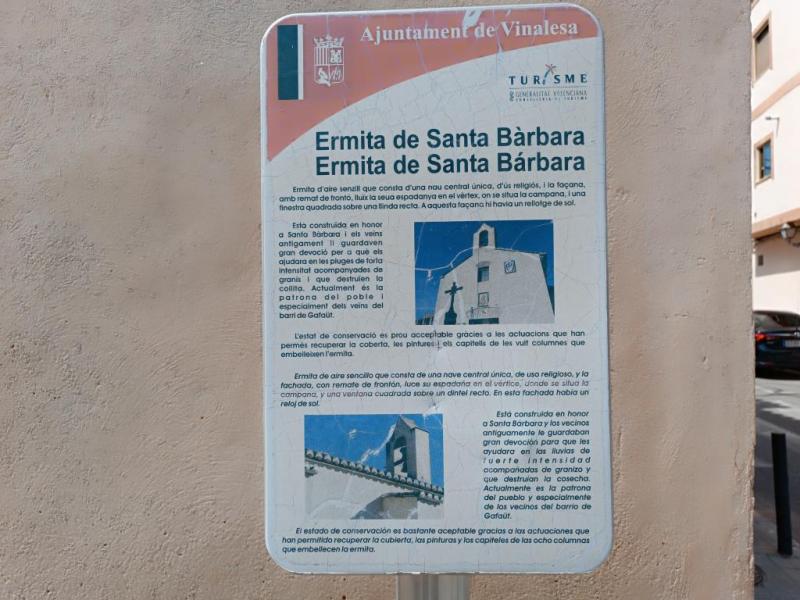 Ajuntament de Vinalesa
TURISME
GENERALITAT VALENCIANA
CONSELLERIA DE TURISME
Ermita de Santa Bàrbara
Ermita de Santa Bárbara
Ermita d'aire senzill que consta d'una nau central única, d'ús religiós, i la façana,
amb remat de frontó, lluïx la seua espadanya en el vèrtex, on se situa la campana, i una
finestra quadrada sobre una llinda recta. A aquesta façana hi havia un rellotge de sol.
Està construïda en honor
a Santa Bàrbara i els veïns
antigament li guardaven
gran devoció per a què els
ajudara en les pluges de forta
intensitat acompanyades de
granís i que destruïen la
collita. Actualment és la
patrona del poble i
especialment dels veïns del
barri de Gafaüt.
L'estat de conservació es prou acceptable gràcies a les actuacions que han
permés recuperar la coberta, les pintures i els capitells de les vuit columnes que
embelleixen l'ermita.
Ermita de aire sencillo que consta de una nave central única, de uso religioso, y la
fachada, con remate de frontón, luce su espadaña en el vértice, donde se situa la
campana, y una ventana cuadrada sobre un dintel recto. En esta fachada había un
reloj de sol.
Está construida en honor
a Santa Bárbara y los vecinos
antiguamente le guardaban
gran devoción para que les
ayudara en las lluvias de
fuerte intensidad
acompañadas de granizo y
que destruían la cosecha.
Actualmente es la patrona
del pueblo y especialmente
de los vecinos del barrio de
Gafaüt.
El estado de conservación es bastante aceptable gracias a las actuaciones que
han permitido recuperar la cubierta, las pinturas y los capiteles de las ocho columnas
que embellecen la ermita.